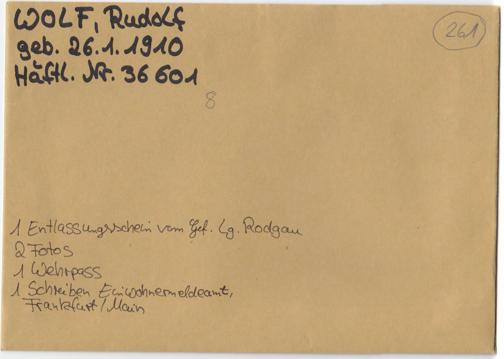 WOLF, Rudolf
geb. 26.1.1910
Häftl. Nr. 36 601
261
8
1 Entlassungsschein vom Gef. Lg. Rodgau
2 Fotos
1 Wehrpass
1 Schreiben Einwohnermeldeamt,
Frankfurt/Main